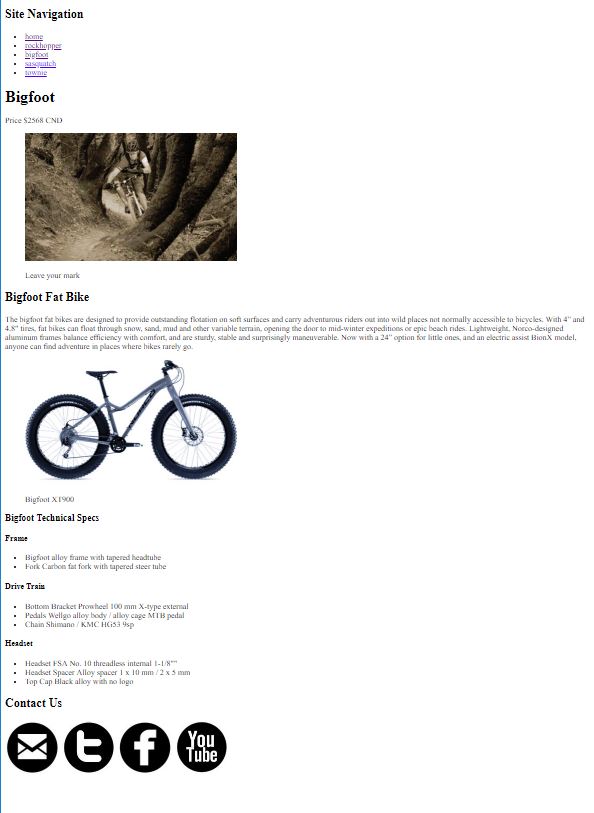 Site Navigation
home
rockhopper
bigfoot
sasquatch
townie
Bigfoot
Price $2568 CND
Leave your mark
Bigfoot Fat Bike
The bigfoot fat bikes are designed to provide outstanding flotation on soft surfaces and carry adventurous riders out into wild places not normally accessible to bicycles. With 4” and
4.8” tires, fat bikes can float through snow, sand, mud and other variable terrain, opening the door to mid-winter expeditions or epic beach rides. Lightweight, Norco-designed
aluminum frames balance efficiency with comfort, and are sturdy, stable and surprisingly maneuverable. Now with a 24” option for little ones, and an electric assist BionX model,
anyone can find adventure in places where bikes rarely go.
Bigfoot XT900
Bigfoot Technical Specs
Frame
Bigfoot alloy frame with tapered headtube
Fork Carbon fat fork with tapered steer tube
Drive Train
Bottom Bracket Prowheel 100 mm X-type external
Pedals Wellgo alloy body / alloy cage MTB pedal
Chain Shimano / KMC HG53 9sp
Headset
Headset FSA No. 10 threadless internal 1-1/8""
Headset Spacer Alloy spacer 1 x 10 mm / 2 x 5 mm
Top Cap Black alloy with no logo
Contact Us
You
Tube